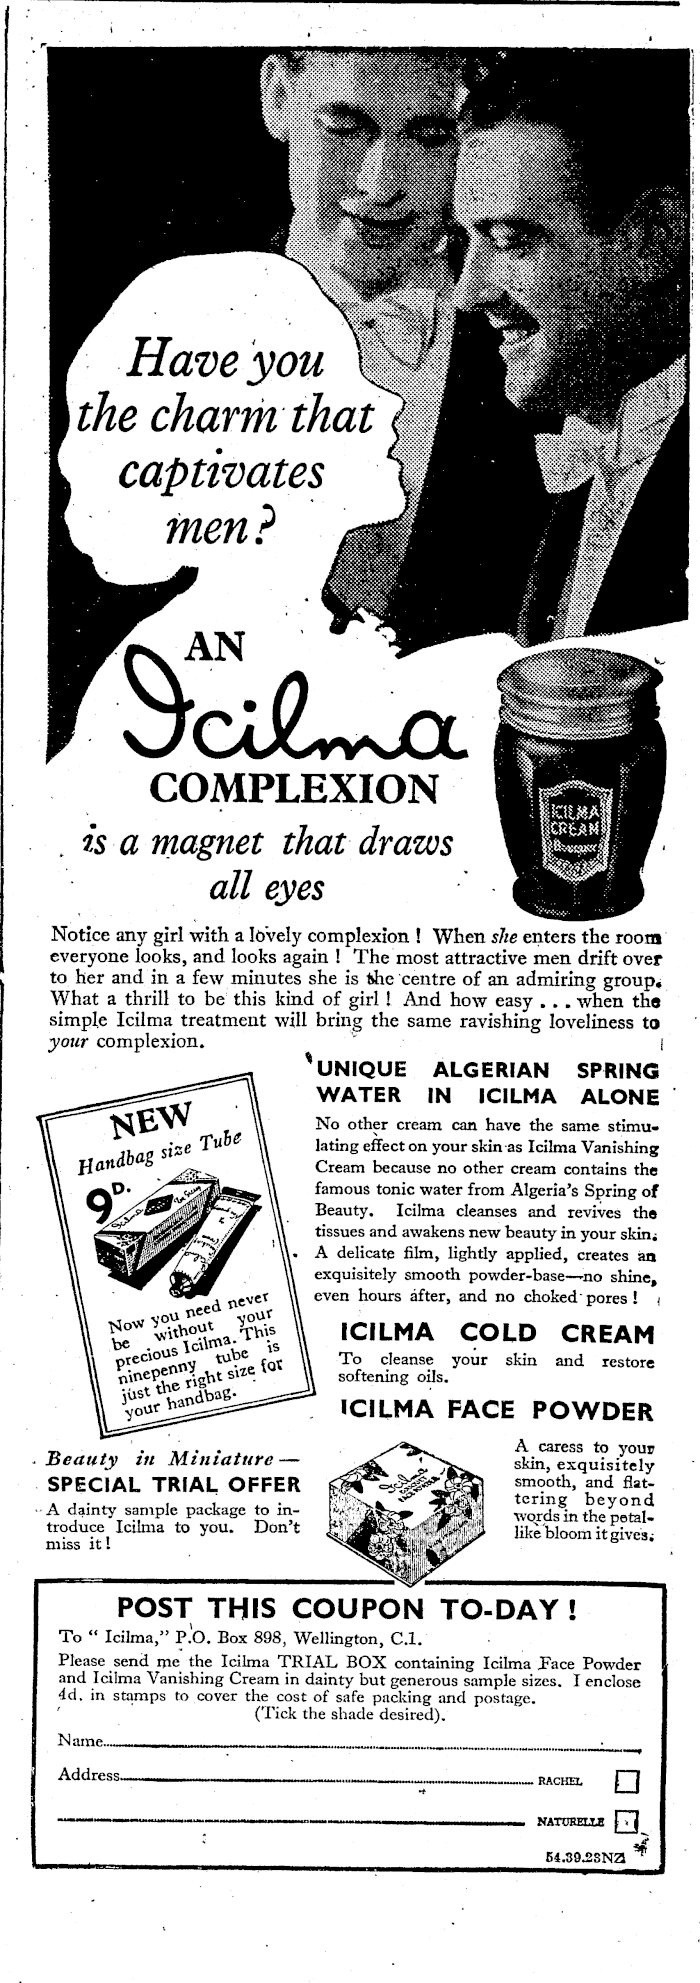 Have you
the charm that
captivates
men?
AN
Icilma
COMPLEXION
is a magnet that draws
all eyes
ICILMA
CREAM
Notice any girl with a lovely complexion ! When she enters the room
everyone looks, and looks again ! The most attractive men drift over
to her and in a few minutes she is the centre of an admiring group.
What a thrill to be this kind of girl ! And how easy . . . when the
simple Icilma treatment will bring the same ravishing loveliness to
your complexion.
NEW
Handbag size Tube
9D.
Icilma
Now you need never
be without your
precious Icilma. This
ninepenny tube is
just the right size for
your handbag.
UNIQUE ALGERIAN SPRING
WATER IN ICILMA ALONE
No other cream can have the same stimu-
lating effect on your skin as Icilma Vanishing
Cream because no other cream contains the
famous tonic water from Algeria's Spring of
Beauty. Icilma cleanses and revives the
tissues and awakens new beauty in your skin.
A delicate film, lightly applied, creates an
exquisitely smooth powder-base—no shine,
even hours after, and no choked pores !
ICILMA COLD CREAM
To cleanse your skin and restore
softening oils.
ICILMA FACE POWDER
Icilma
A caress to your
skin, exquisitely
smooth, and flat-
tering beyond
words in the petal-
like bloom it gives.
Beauty in Miniature —
SPECIAL TRIAL OFFER
A dainty sample package to in-
troduce Icilma to you. Don't
miss it !
POST THIS COUPON TO-DAY !
To " Icilma," P.O. Box 898, Wellington, C.1.
Please send me the Icilma TRIAL BOX containing Icilma Face Powder
and Icilma Vanishing Cream in dainty but generous sample sizes. I enclose
4d. in stamps to cover the cost of safe packing and postage.
(Tick the shade desired).
Name
Address
RACHEL
NATURELLE
54.39.23NZ